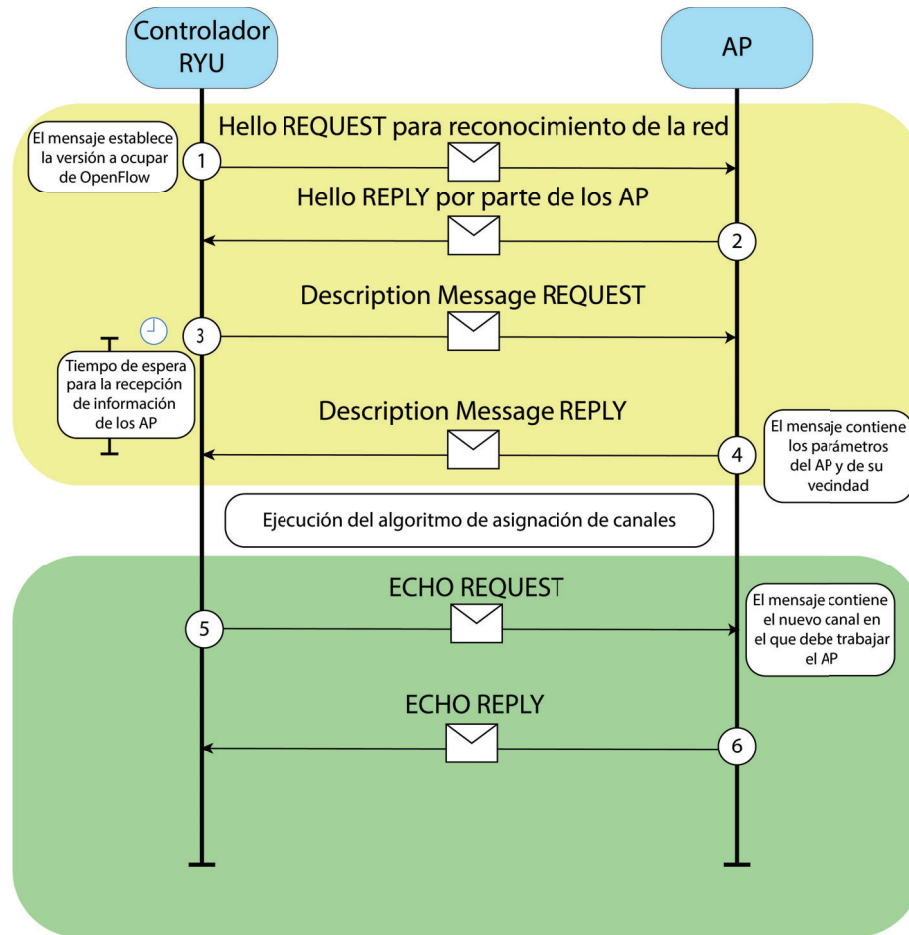 Controlador
RYU
AP
Hello REQUEST para reconocimiento de la red
El mensaje establece
la versión a ocupar
de OpenFlow
1
Hello REPLY por parte de los AP
2
Description Message REQUEST
3
Tiempo de espera
para la recepción
de información
de los AP
Description Message REPLY
4
El mensaje contiene
los parámetros
del AP y de su
vecindad
Ejecución del algoritmo de asignación de canales
ECHO REQUEST
5
El mensaje contiene
el nuevo canal en
el que debe trabajar
el AP
ECHO REPLY
6